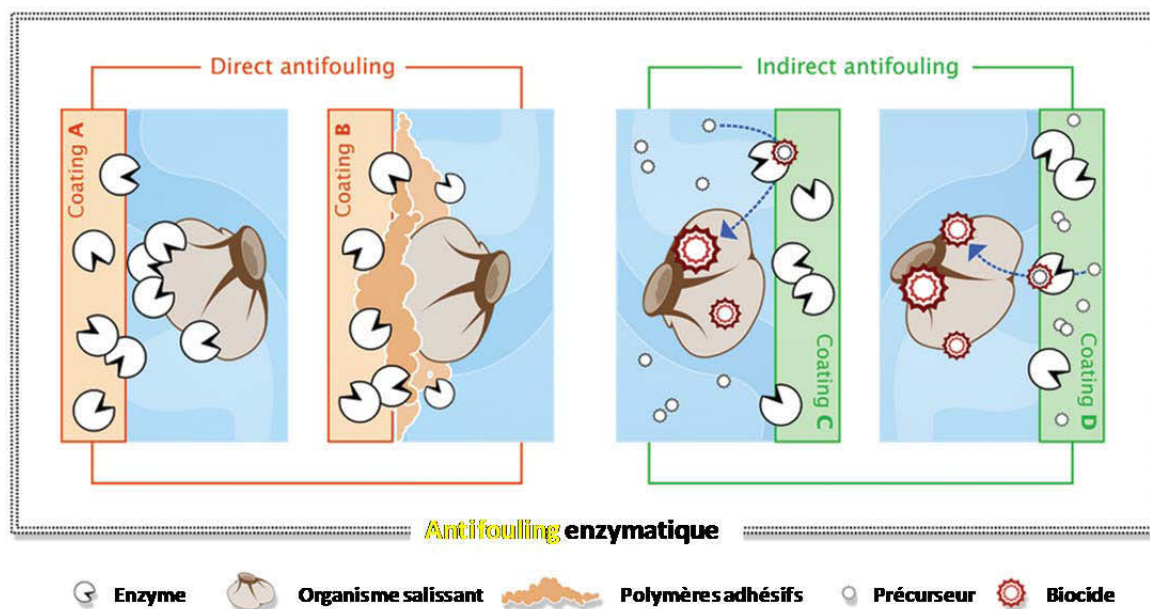 Direct antifouling
Indirect antifouling
Coating A
Coating B
Coating C
Coating D
Antifouling enzymatique
Enzyme
Organisme salissant
Polymères adhésifs
Précurseur
Biocide